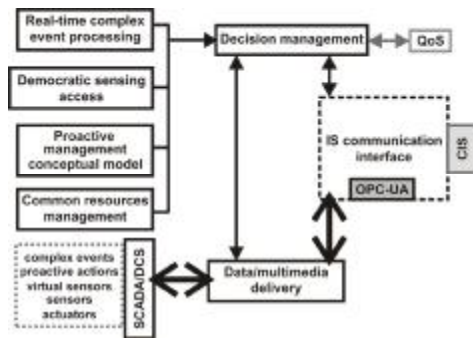 Real-time complex
event processing
Decision management
QoS
Democratic sensing
access
Proactive
management
conceptual model
IS communication
interface
CIS
OPC-UA
Common resources
management
complex events
proactive actions
virtual sensors
sensors
actuators
SCADA/DCS
Data/multimedia
delivery